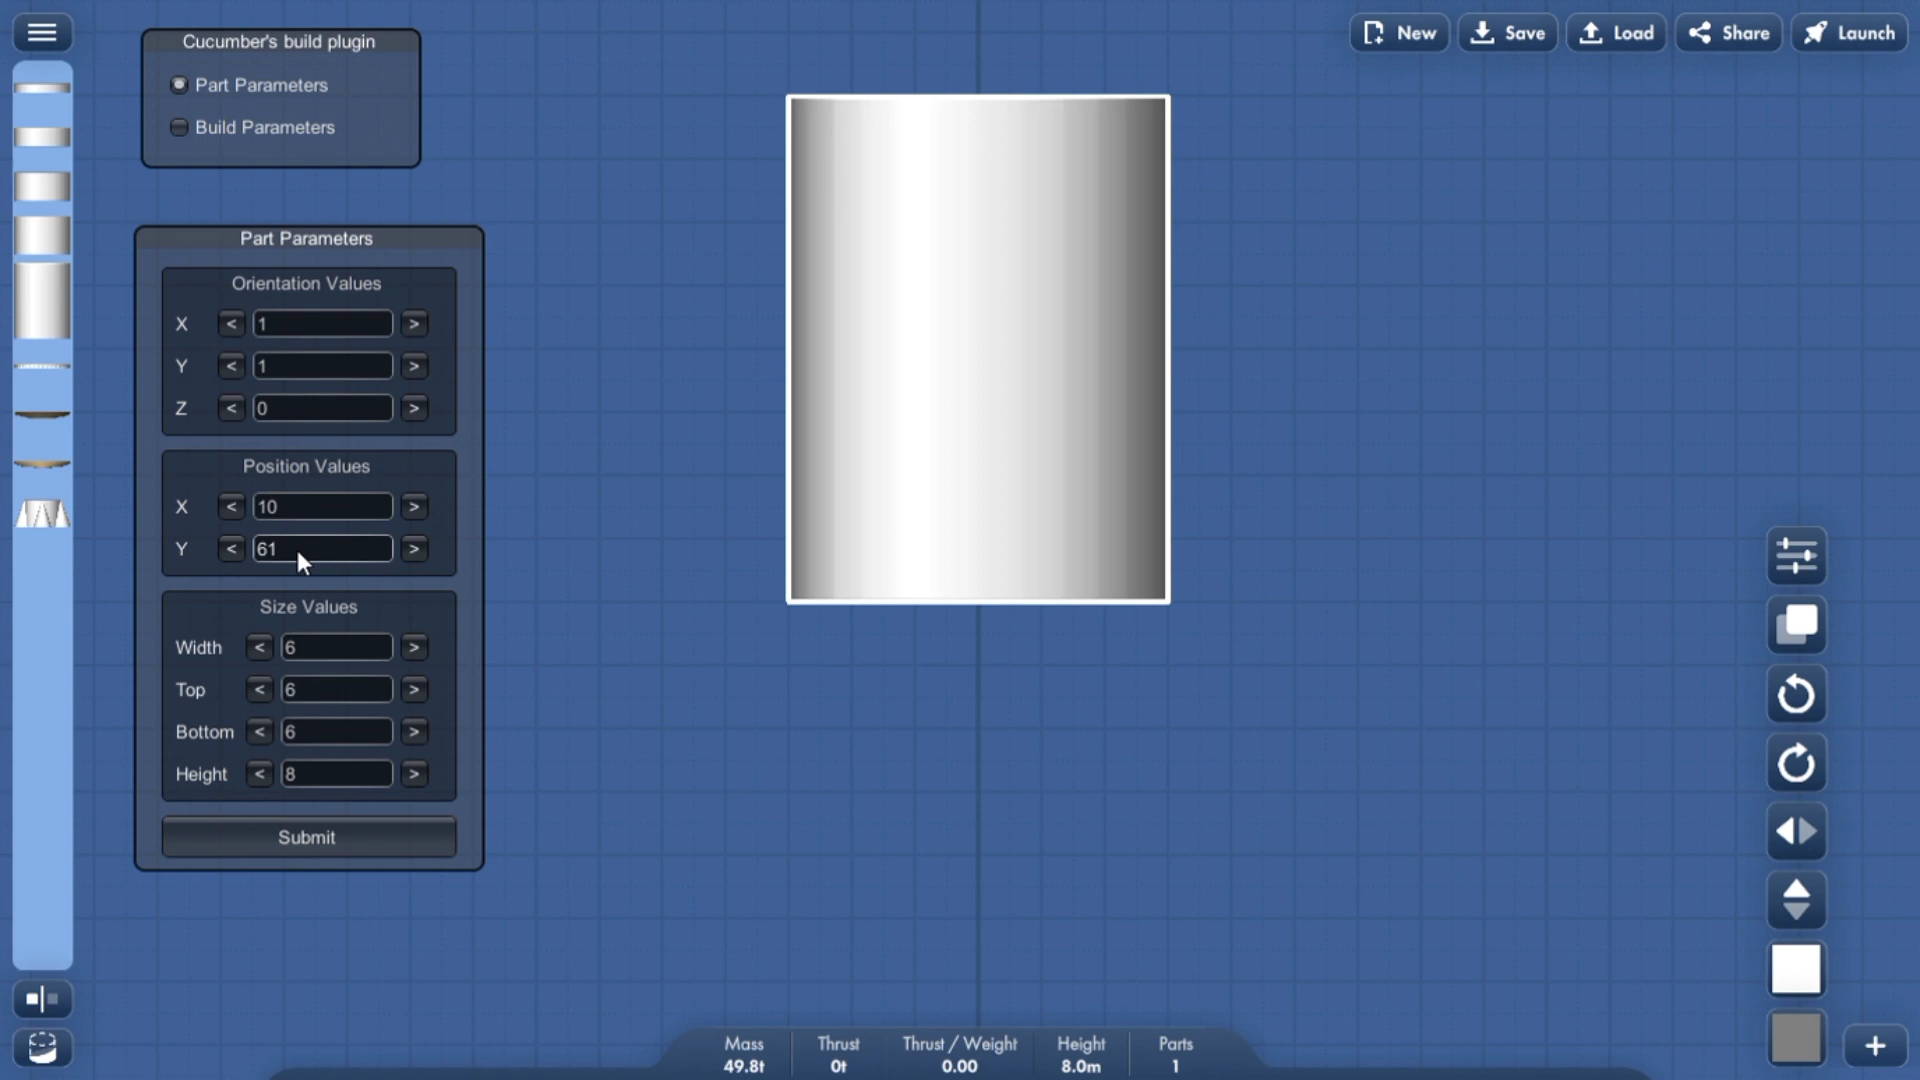 Cucumber's build plugin
Part Parameters
Build Parameters
New
Save
Load
Share
Launch
Part Parameters
Orientation Values
X < 1 >
Y < 1 >
Z < 0 >
Position Values
X < 10 >
Y < 61 >
Size Values
Width < 6 >
Top < 6 >
Bottom < 6 >
Height < 8 >
Submit
Mass Thrust Thrust / Weight Height Parts
49.8t 0t 0.00 8.0m 1